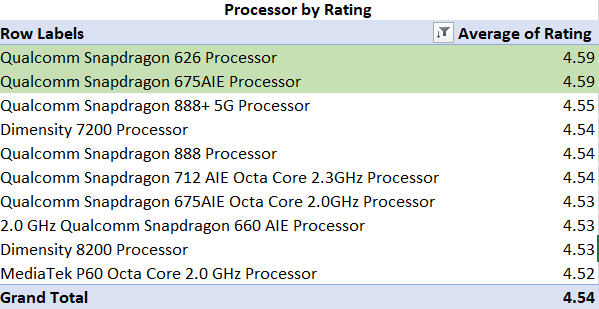 Processor by Rating
Row Labels Average of Rating
Qualcomm Snapdragon 626 Processor 4.59
Qualcomm Snapdragon 675AIE Processor 4.59
Qualcomm Snapdragon 888+ 5G Processor 4.55
Dimensity 7200 Processor 4.54
Qualcomm Snapdragon 888 Processor 4.54
Qualcomm Snapdragon 712 AIE Octa Core 2.3GHz Processor 4.54
Qualcomm Snapdragon 675AIE Octa Core 2.0GHz Processor 4.53
2.0 GHz Qualcomm Snapdragon 660 AIE Processor 4.53
Dimensity 8200 Processor 4.53
MediaTek P60 Octa Core 2.0 GHz Processor 4.52
Grand Total 4.54